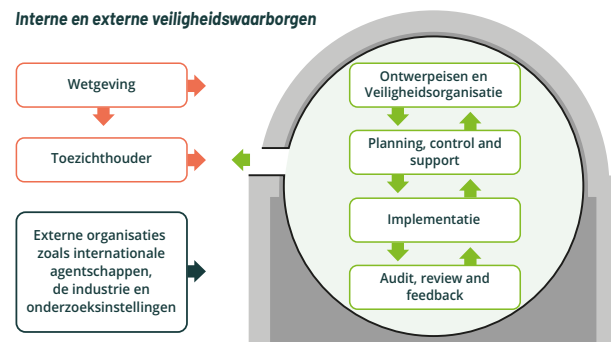 Interne en externe veiligheidswaarborgen
Wetgeving
Toezichthouder
Externe organisaties
zoals internationale
agentschappen,
de industrie en
onderzoeksinstellingen
Ontwerpeisen en
Veiligheidsorganisatie
Planning, control and
support
Implementatie
Audit, review and
feedback